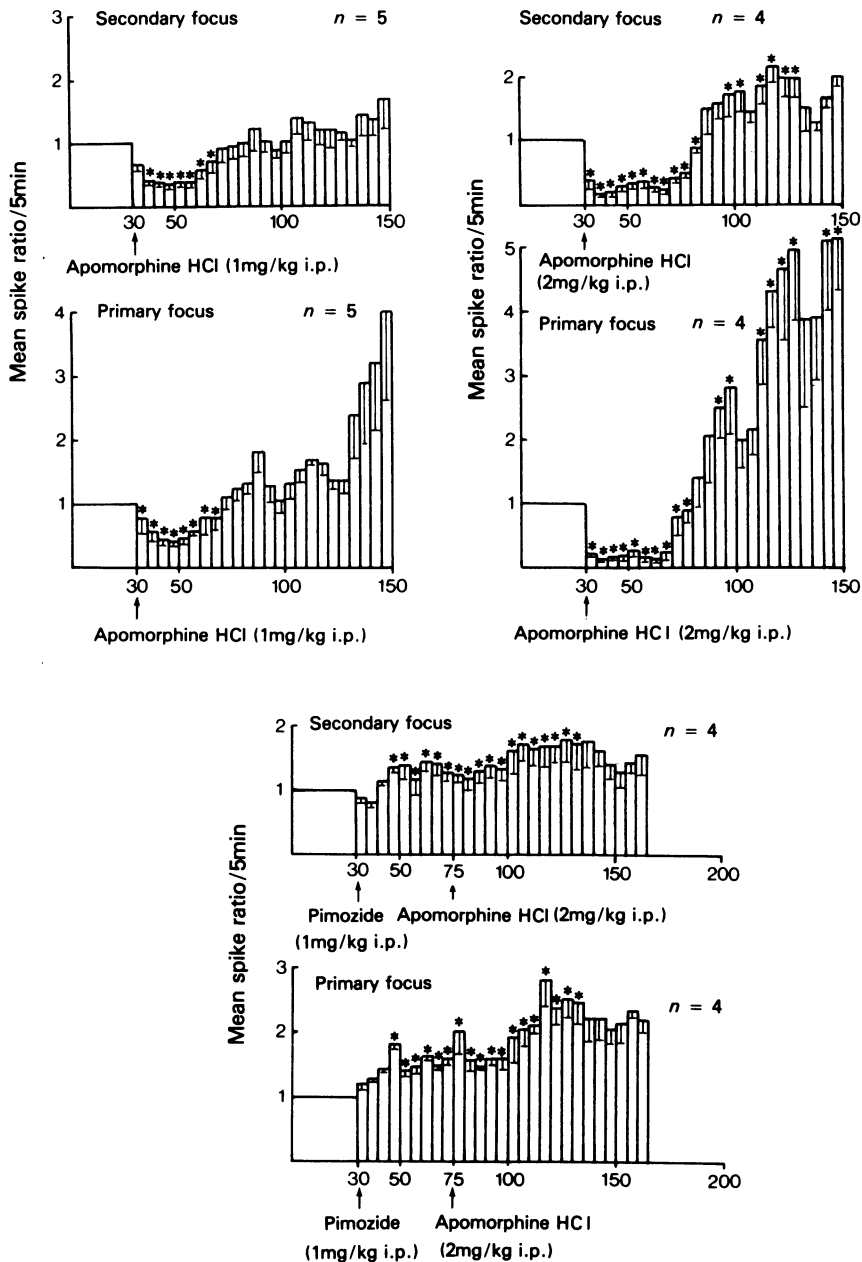 Mean spike ratio/5min
Secondary focus n = 5
3
2
1
30 50 100 150
Apomorphine HCl (1mg/kg i.p.)
Primary focus n = 5
4
3
2
1
30 50 100 150
Apomorphine HCl (1mg/kg i.p.)
Mean spike ratio/5min
Secondary focus n = 4
2
1
30 50 100 150
Apomorphine HCl
(2mg/kg i.p.)
Primary focus n = 4
5
4
3
2
1
30 50 100 150
Apomorphine HCl (2mg/kg i.p.)
Mean spike ratio/5min
Secondary focus n = 4
2
1
30 50 75 100 150 200
Pimozide Apomorphine HCl (2mg/kg i.p.)
(1mg/kg i.p.)
Primary focus n = 4
3
2
1
30 50 75 100 150 200
Pimozide Apomorphine HCl
(1mg/kg i.p.) (2mg/kg i.p.)